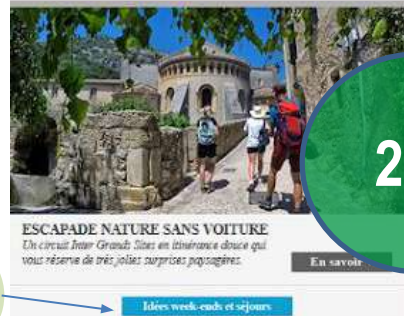 2
ESCAPADE NATURE SANS VOITURE
Un circuit Inter Grands Sites en itinérance douce qui
vous réserve de très jolies surprises paysagères.
En savoir
Idées week-ends et séjours